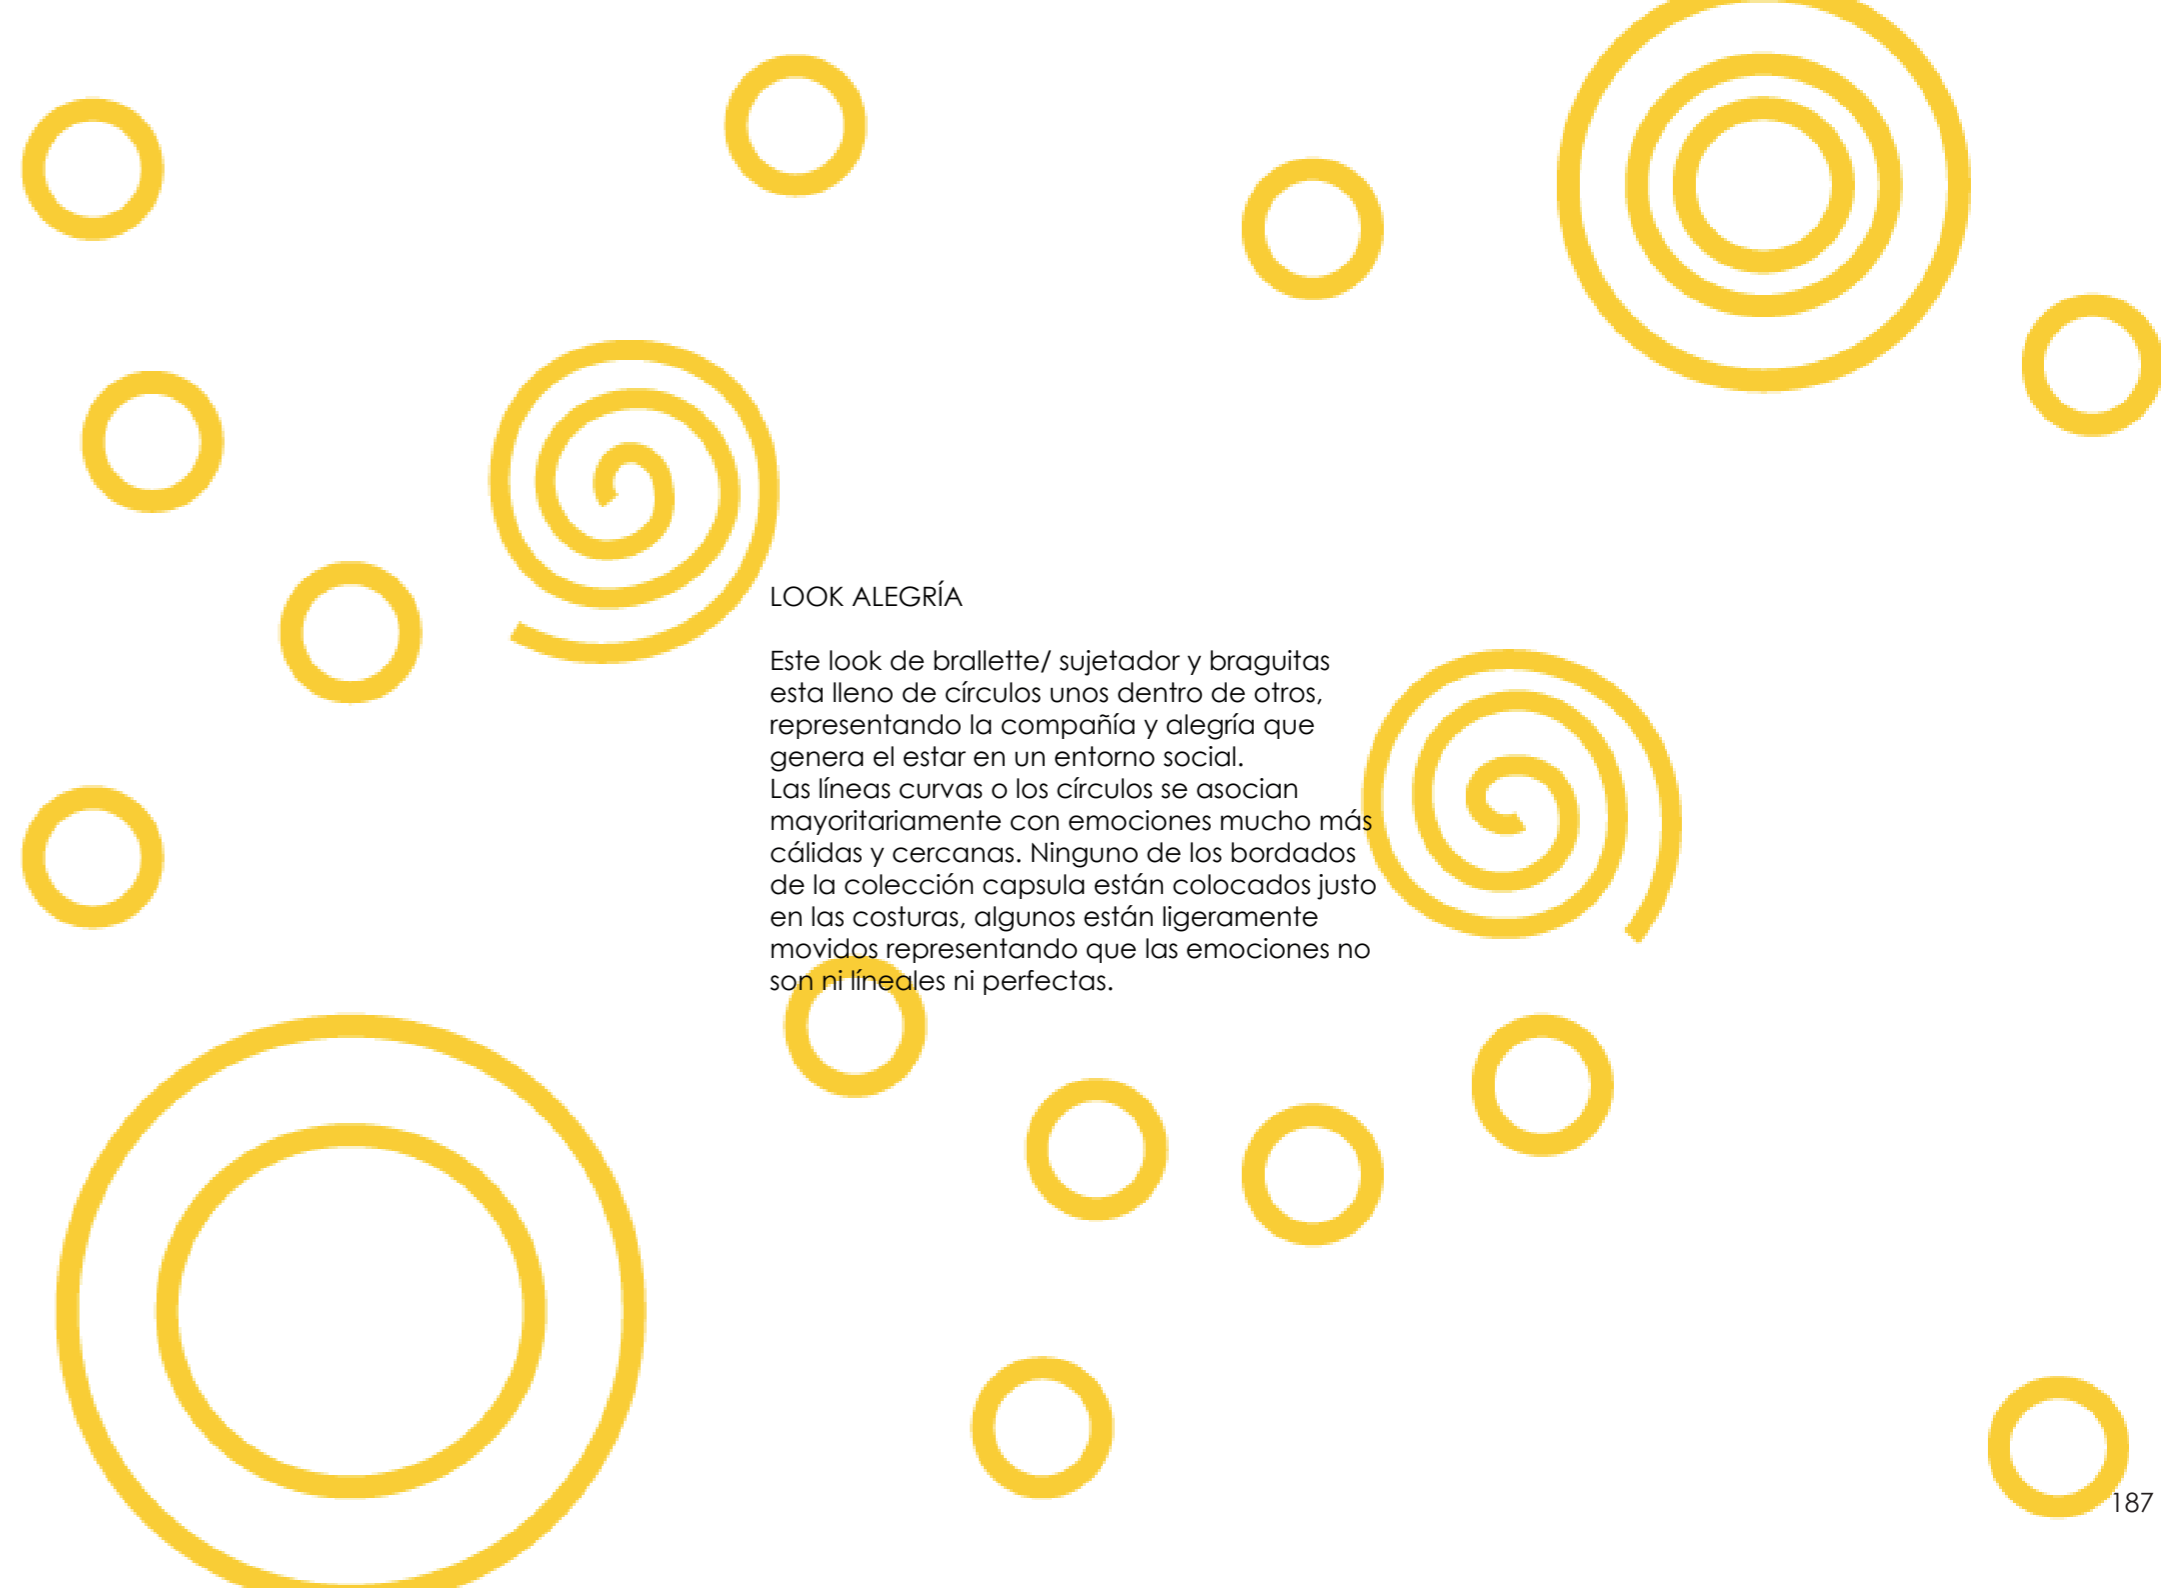 LOOK ALEGRÍA
Este look de brallette/ sujetador y braguitas
esta lleno de círculos unos dentro de otros,
representando la compañía y alegría que
genera el estar en un entorno social.
Las líneas curvas o los círculos se asocian
mayoritariamente con emociones mucho más
cálidas y cercanas. Ninguno de los bordados
de la colección capsula están colocados justo
en las costuras, algunos están ligeramente
movidos representando que las emociones no
son ni líneales ni perfectas.
187